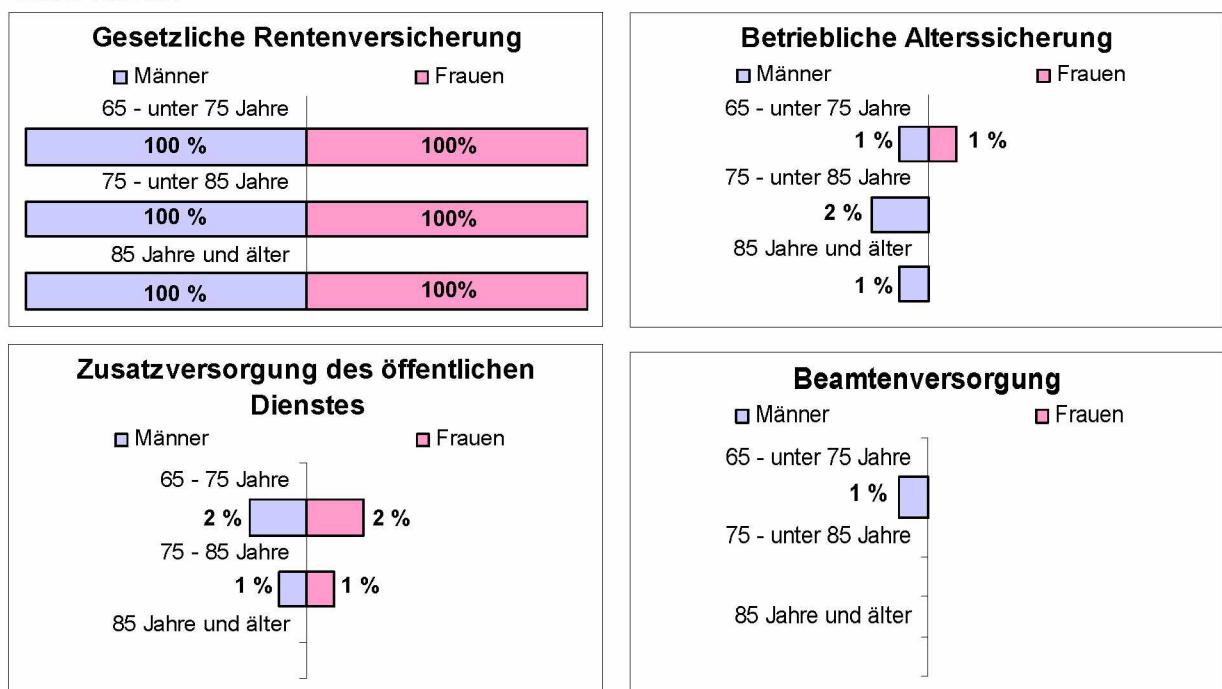 Gesetzliche Rentenversicherung
Männer Frauen
65 - unter 75 Jahre
100 % 100%
75 - unter 85 Jahre
100 % 100%
85 Jahre und älter
100 % 100%
Betriebliche Alterssicherung
Männer Frauen
65 - unter 75 Jahre
1 % 1 %
75 - unter 85 Jahre
2 %
85 Jahre und älter
1 %
Zusatzversorgung des öffentlichen
Dienstes
Männer Frauen
65 - 75 Jahre
2 % 2 %
75 - 85 Jahre
1 % 1 %
85 Jahre und älter
Beamtenversorgung
Männer Frauen
65 - unter 75 Jahre
1 %
75 - unter 85 Jahre
85 Jahre und älter